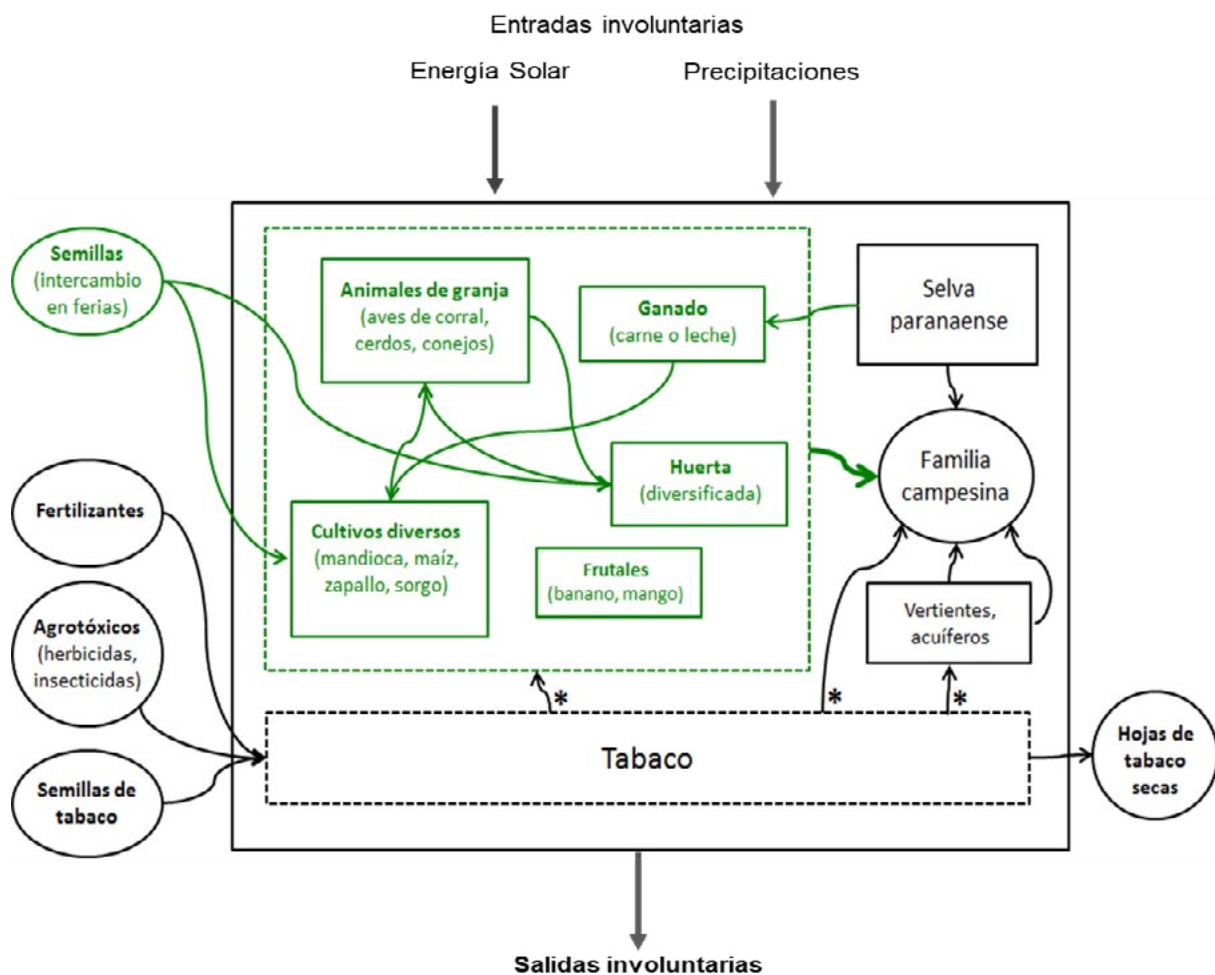 Entradas involuntarias
Energía Solar
Precipitaciones
Semillas
(intercambio
en ferias)
Animales de granja
(aves de corral,
cerdos, conejos)
Ganado
(carne o leche)
Selva
paranaense
Huerta
(diversificada)
Familia
campesina
Fertilizantes
Cultivos diversos
(mandioca, maíz,
zapallo, sorgo)
Frutales
(banano, mango)
Agrotóxicos
(herbicidas,
insecticidas)
Vertientes,
acuíferos
*
*
*
Semillas de
tabaco
Tabaco
Hojas de
tabaco
secas
Salidas involuntarias